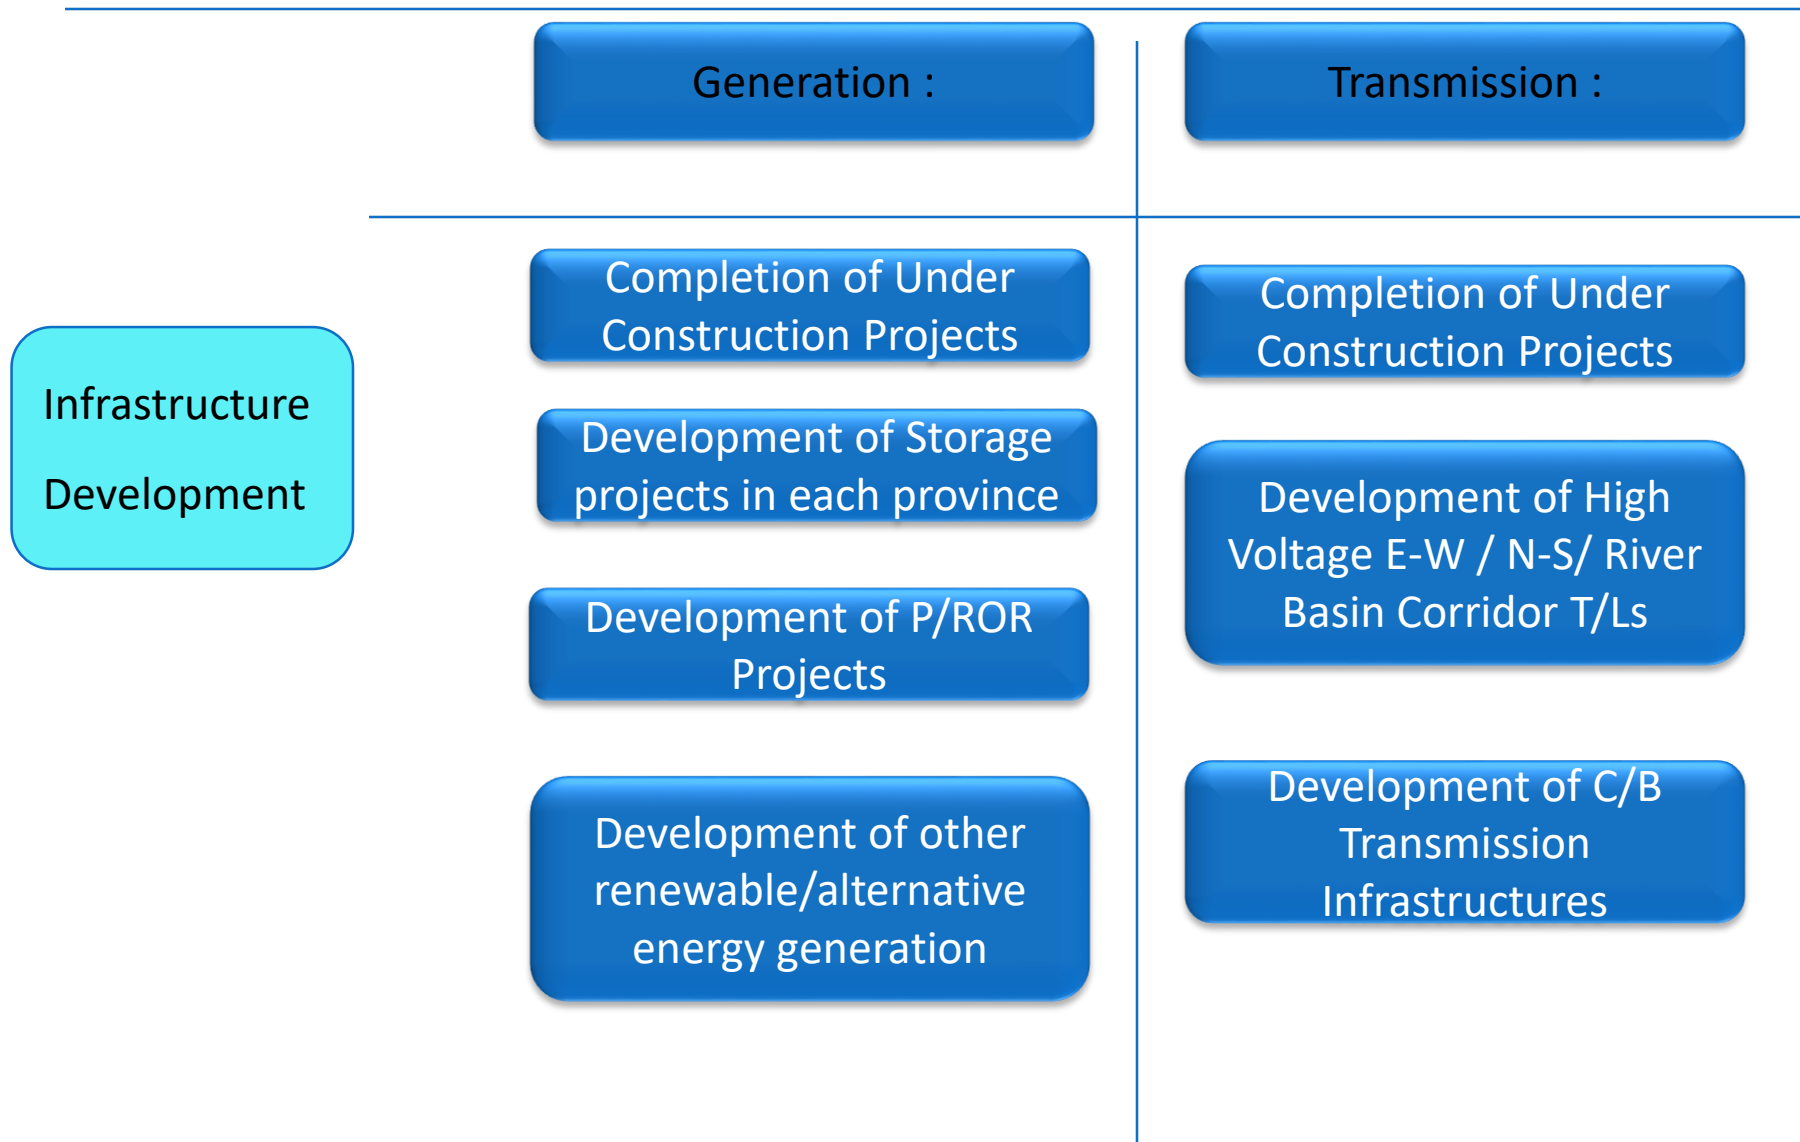 Generation :
Transmission :
Infrastructure
Development
Completion of Under
Construction Projects
Development of Storage
projects in each province
Development of P/ROR
Projects
Development of other
renewable/alternative
energy generation
Completion of Under
Construction Projects
Development of High
Voltage E-W / N-S/ River
Basin Corridor T/Ls
Development of C/B
Transmission
Infrastructures